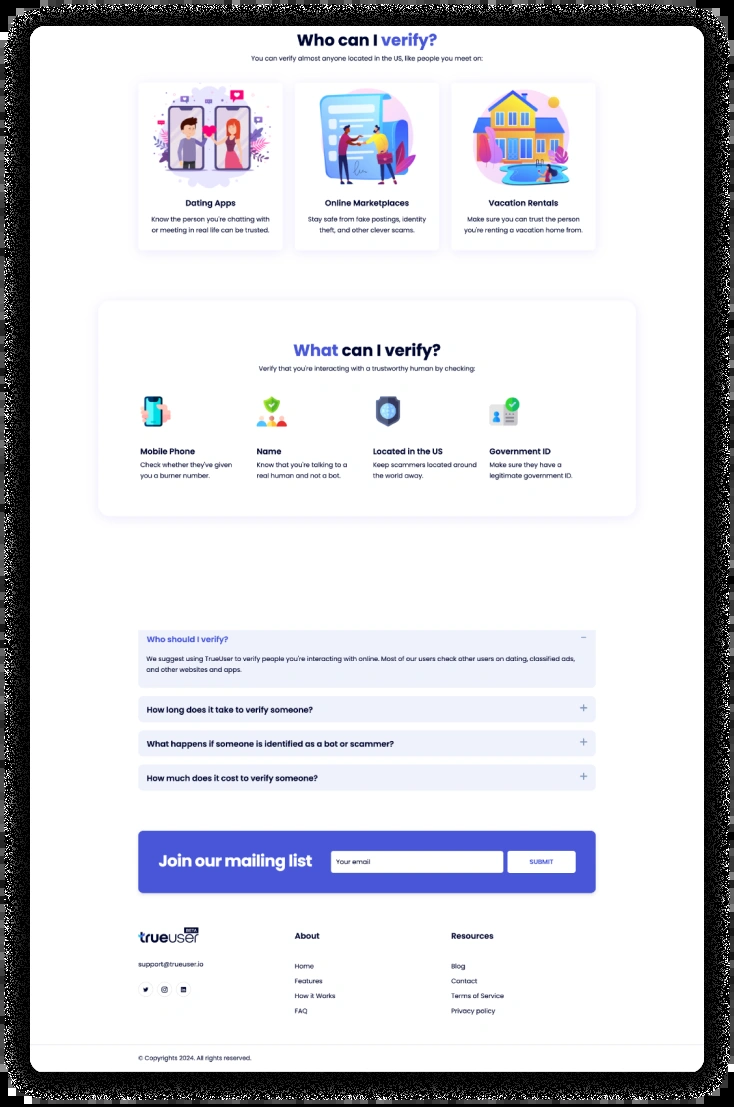 Who can I verify?
You can verify almost anyone located in the US, like people you meet on:
Dating Apps
Know the person you're chatting with
or meeting in real life can be trusted.
Online Marketplaces
Stay safe from fake postings, identity
theft, and other clever scams.
Vacation Rentals
Make sure you can trust the person
you're renting a vacation home from.
What can I verify?
Verify that you're interacting with a trustworthy human by checking:
Mobile Phone
Check whether they've given
you a burner number.
Name
Know that you're talking to a
real human and not a bot.
Located in the US
Keep scammers located around
the world away.
Government ID
Make sure they have a
legitimate government ID.
Who should I verify?
We suggest using TrueUser to verify people you're interacting with online. Most of our users check other users on dating, classified ads,
and other websites and apps.
How long does it take to verify someone?
What happens if someone is identified as a bot or scammer?
How much does it cost to verify someone?
Join our mailing list
Your email
SUBMIT
BETA
trueuser
support@trueuser.io
About
Home
Features
How it Works
FAQ
Resources
Blog
Contact
Terms of Service
Privacy policy
© Copyrights 2024. All rights reserved.